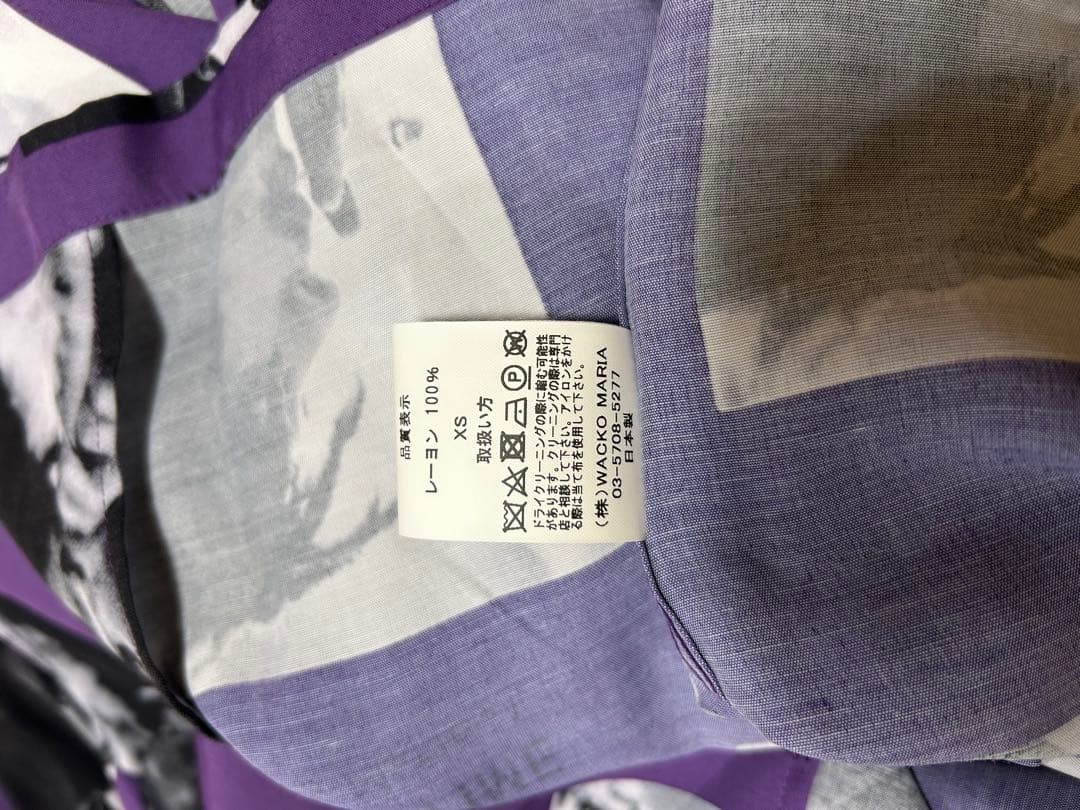 品質表示
レーヨン 100%
XS
取扱い方
P W
ドライクリーニングの際に縮む可能性
があります。クリーニングの際は専門
店と相談して下さい。アイロンをかけ
る際は当て布を使用して下さい。
(株)WACKO MARIA
03-5708-5277
日本製